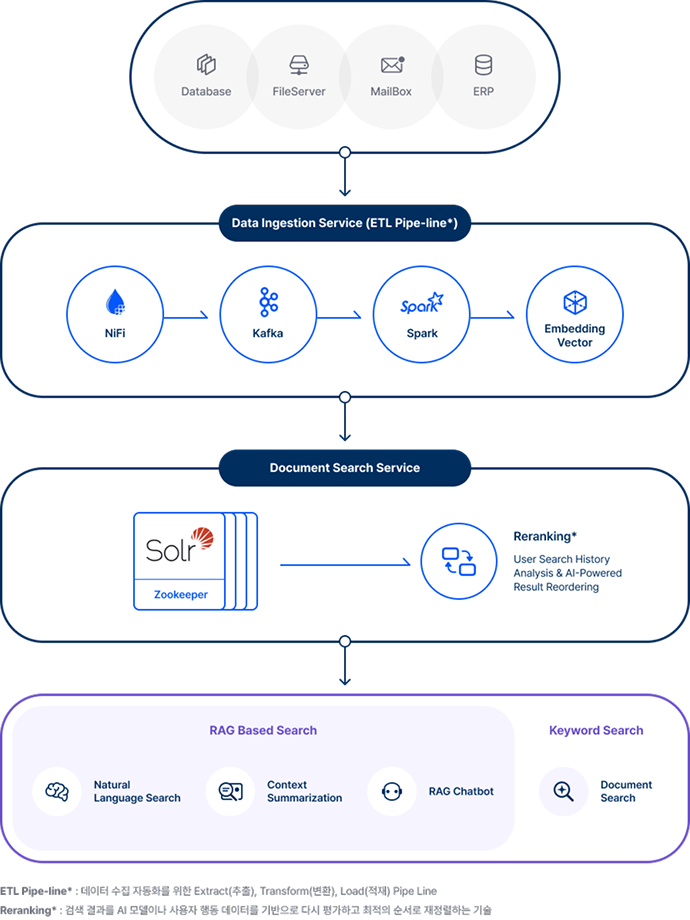 Database
FileServer
MailBox
ERP
Data Ingestion Service (ETL Pipe-line*)
NiFi
Kafka
Spark
Spark
Embedding
Vector
Document Search Service
Solr
Zookeeper
Reranking*
User Search History
Analysis & AI-Powered
Result Reordering
RAG Based Search
Keyword Search
Natural
Language Search
Context
Summarization
RAG Chatbot
Document
Search
ETL Pipe-line* : 데이터 수집 자동화를 위한 Extract(추출), Transform(변환), Load(적재) Pipe Line
Reranking* : 검색 결과를 AI 모델이나 사용자 행동 데이터를 기반으로 다시 평가하고 최적의 순서로 재정렬하는 기술